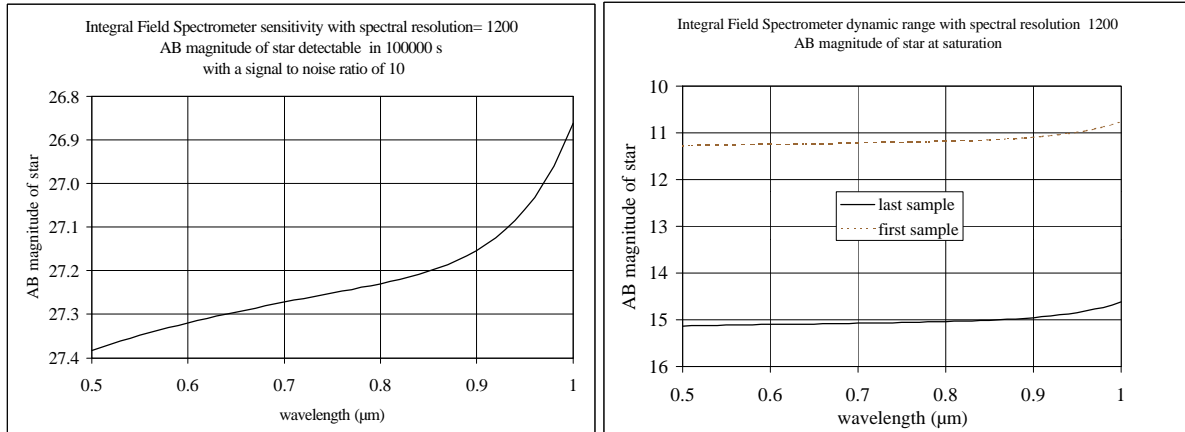 Integral Field Spectrometer sensitivity with spectral resolution= 1200
AB magnitude of star detectable in 100000 s
with a signal to noise ratio of 10
26.8
26.9
27.0
27.1
27.2
27.3
27.4
AB magnitude of star
0.5 0.6 0.7 0.8 0.9 1
wavelength (µm)
Integral Field Spectrometer dynamic range with spectral resolution 1200
AB magnitude of star at saturation
10
11
12
13
14
15
16
AB magnitude of star
last sample
first sample
0.5 0.6 0.7 0.8 0.9 1
wavelength (µm)